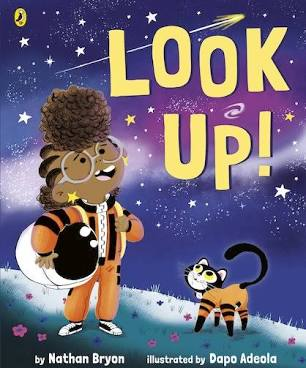 LOOK
UP!
by Nathan Bryon
illustrated by Dapo Adeola